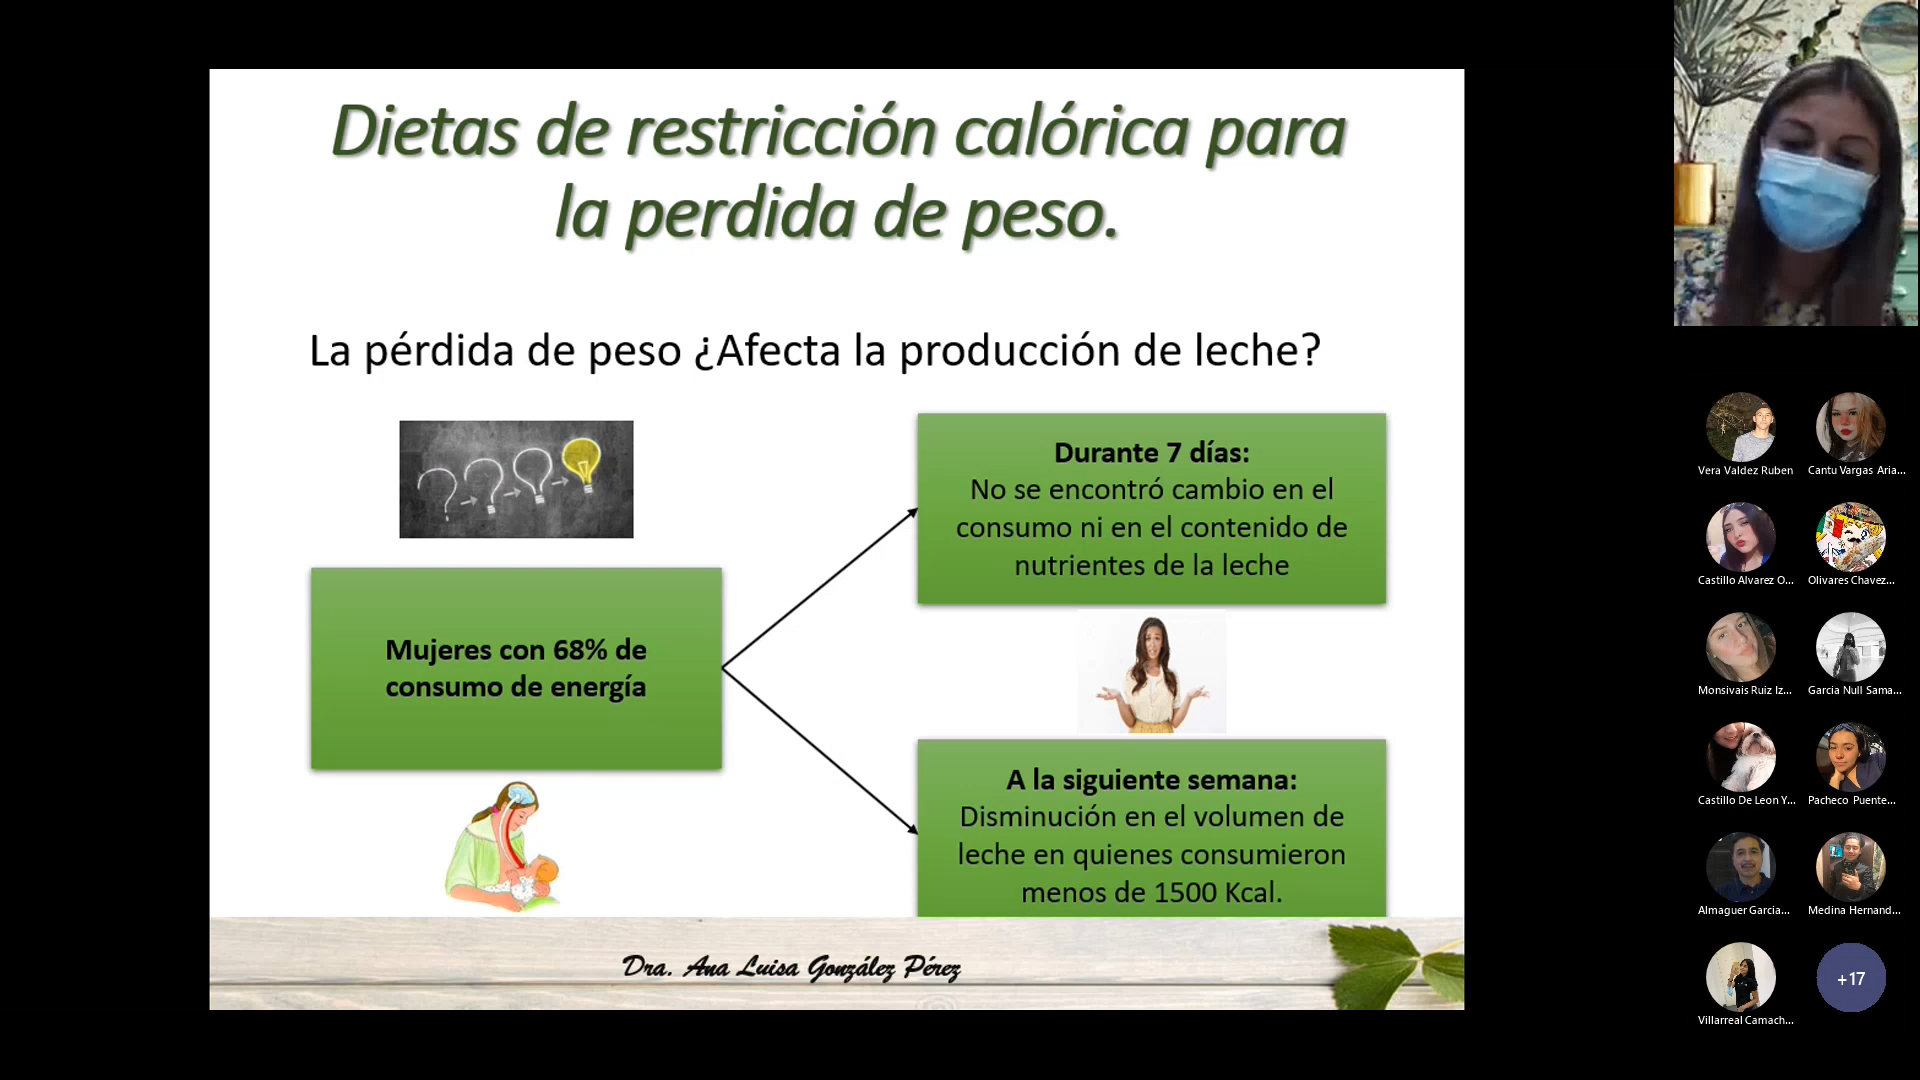 Dietas de restricción calórica para
la perdida de peso.
La pérdida de peso ¿Afecta la producción de leche?
Mujeres con 68% de
consumo de energía
Durante 7 días:
No se encontró cambio en el
consumo ni en el contenido de
nutrientes de la leche
A la siguiente semana:
Disminución en el volumen de
leche en quienes consumieron
menos de 1500 Kcal.
Dra. Ana Luisa González Pérez
Vera Valdez Ruben
Cantu Vargas Aria...
Castillo Alvarez O...
Olivares Chavez...
Monsivais Ruiz Iz...
Garcia Null Sama...
Castillo De Leon Y...
Pacheco Puente...
Almaguer Garcia...
Medina Hernand...
Villarreal Camach...
+17